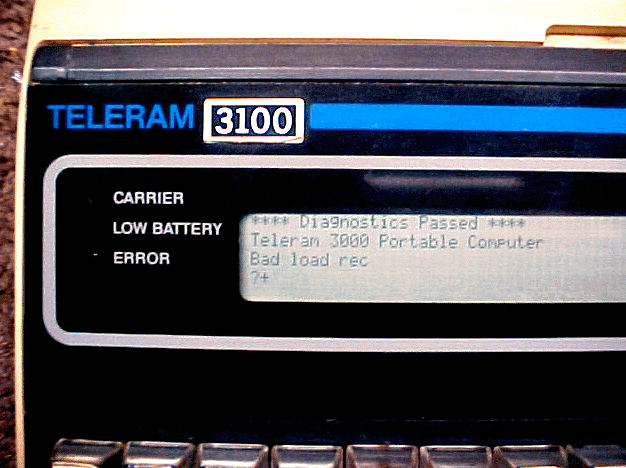 TELERAM 3100
CARRIER
LOW BATTERY
ERROR
**** Diagnostics Passed ****
Teleram 3000 Portable Computer
Bad load rec
?+